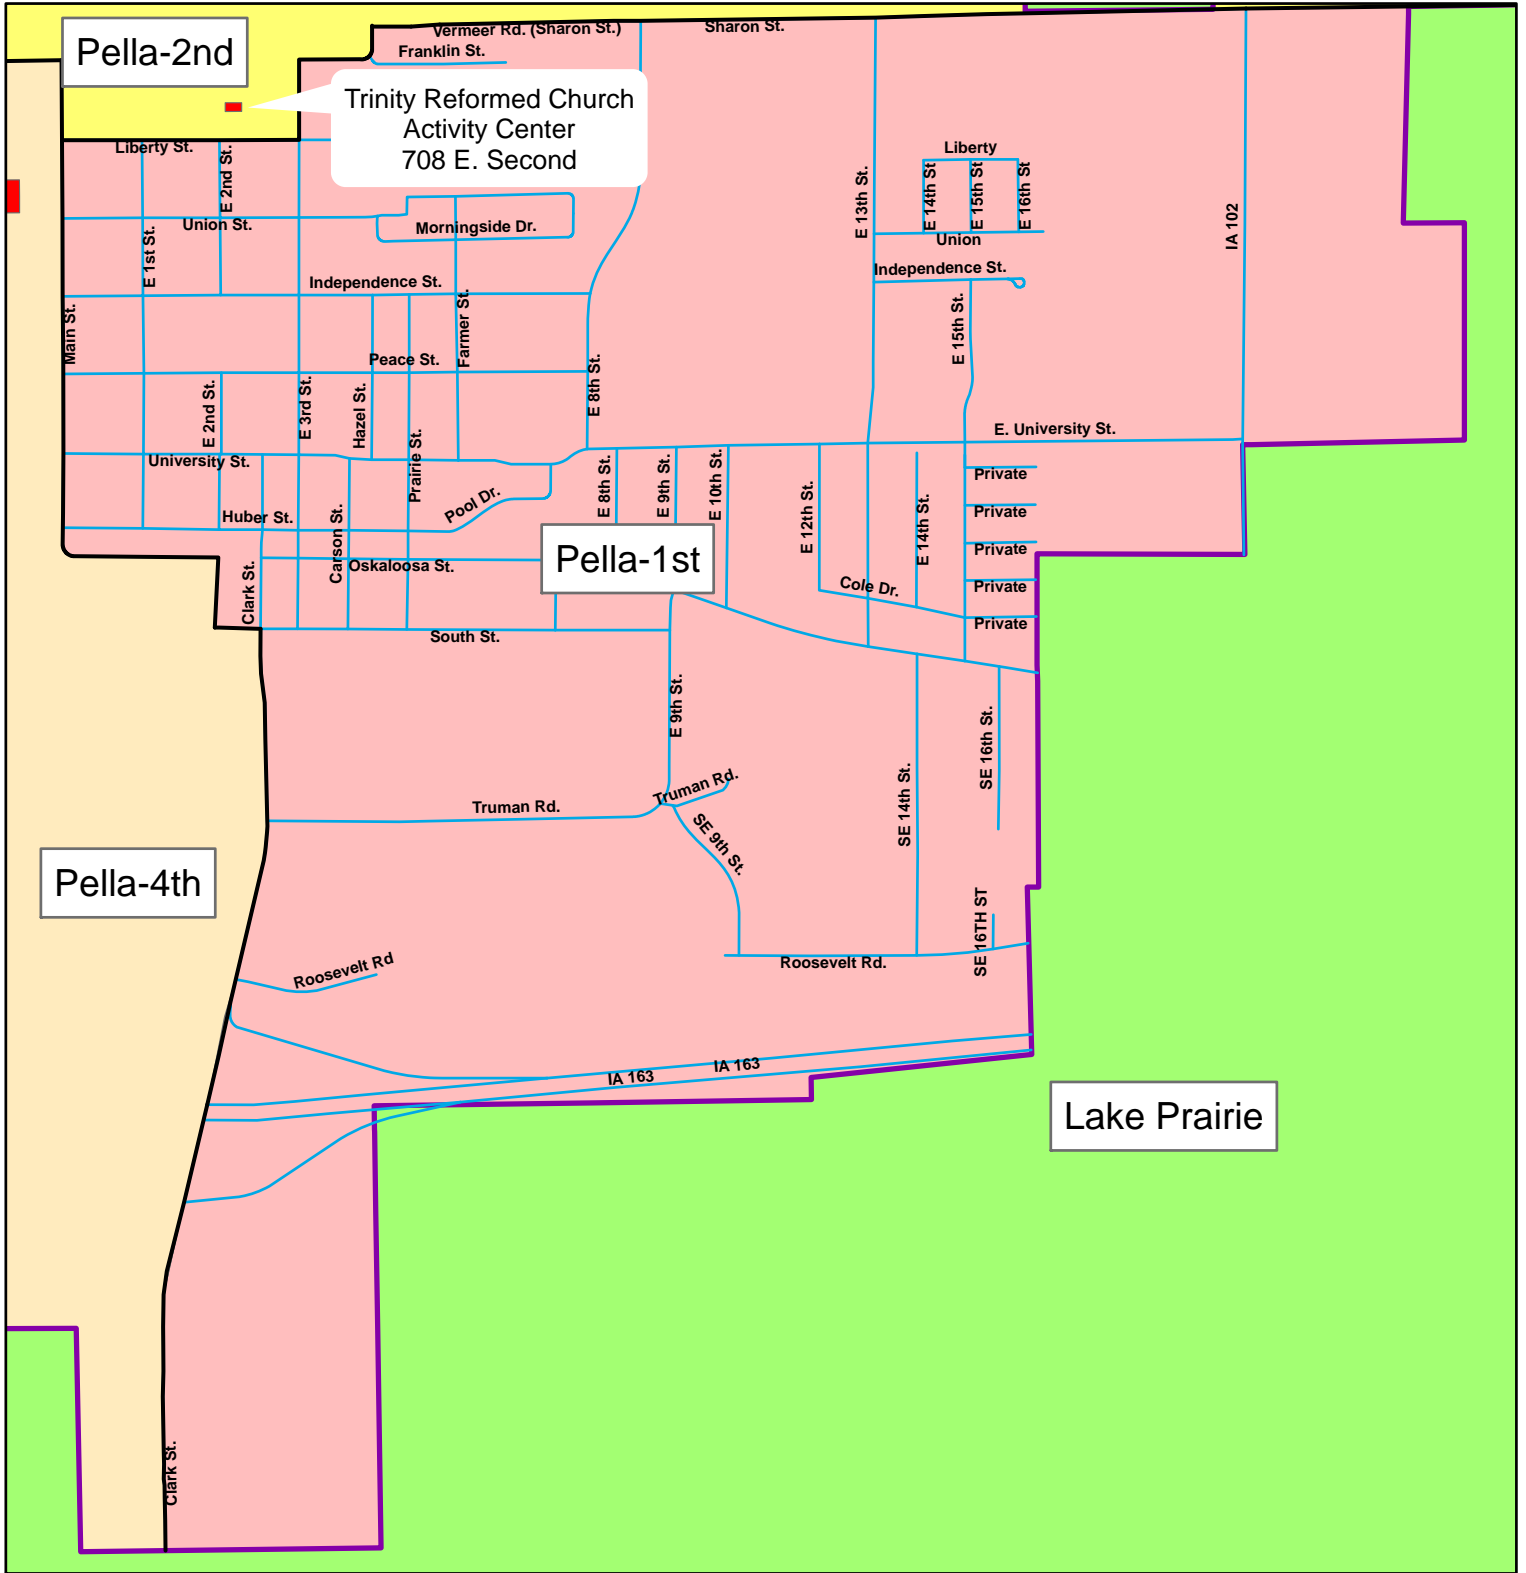 Vermeer Rd. (Sharon St.)
Sharon St.
Pella-2nd
Franklin St.
Trinity Reformed Church
Activity Center
708 E. Second
Liberty St.
E 2nd St.
Liberty
E 14th St
E 15th St
E 16th St
E 13th St.
IA 102
Union St.
Morningside Dr.
Union
E 1st St.
Independence St.
Independence St.
Main St.
Farmer St.
E 15th St.
Peace St.
E 2nd St.
E 3rd St.
Hazel St.
E 8th St.
E. University St.
University St.
Prairie St.
E 8th St.
E 9th St.
E 10th St.
Private
Pool Dr.
E 12th St.
E 14th St.
Private
Huber St.
Carson St.
Pella-1st
Private
Oskaloosa St.
Clark St.
Cole Dr.
Private
Private
South St.
E 9th St.
SE 16th St.
Truman Rd.
Truman Rd.
SE 14th St.
SE 9th St.
Pella-4th
SE 16TH ST
Roosevelt Rd
Roosevelt Rd.
IA 163
IA 163
Lake Prairie
Clark St.